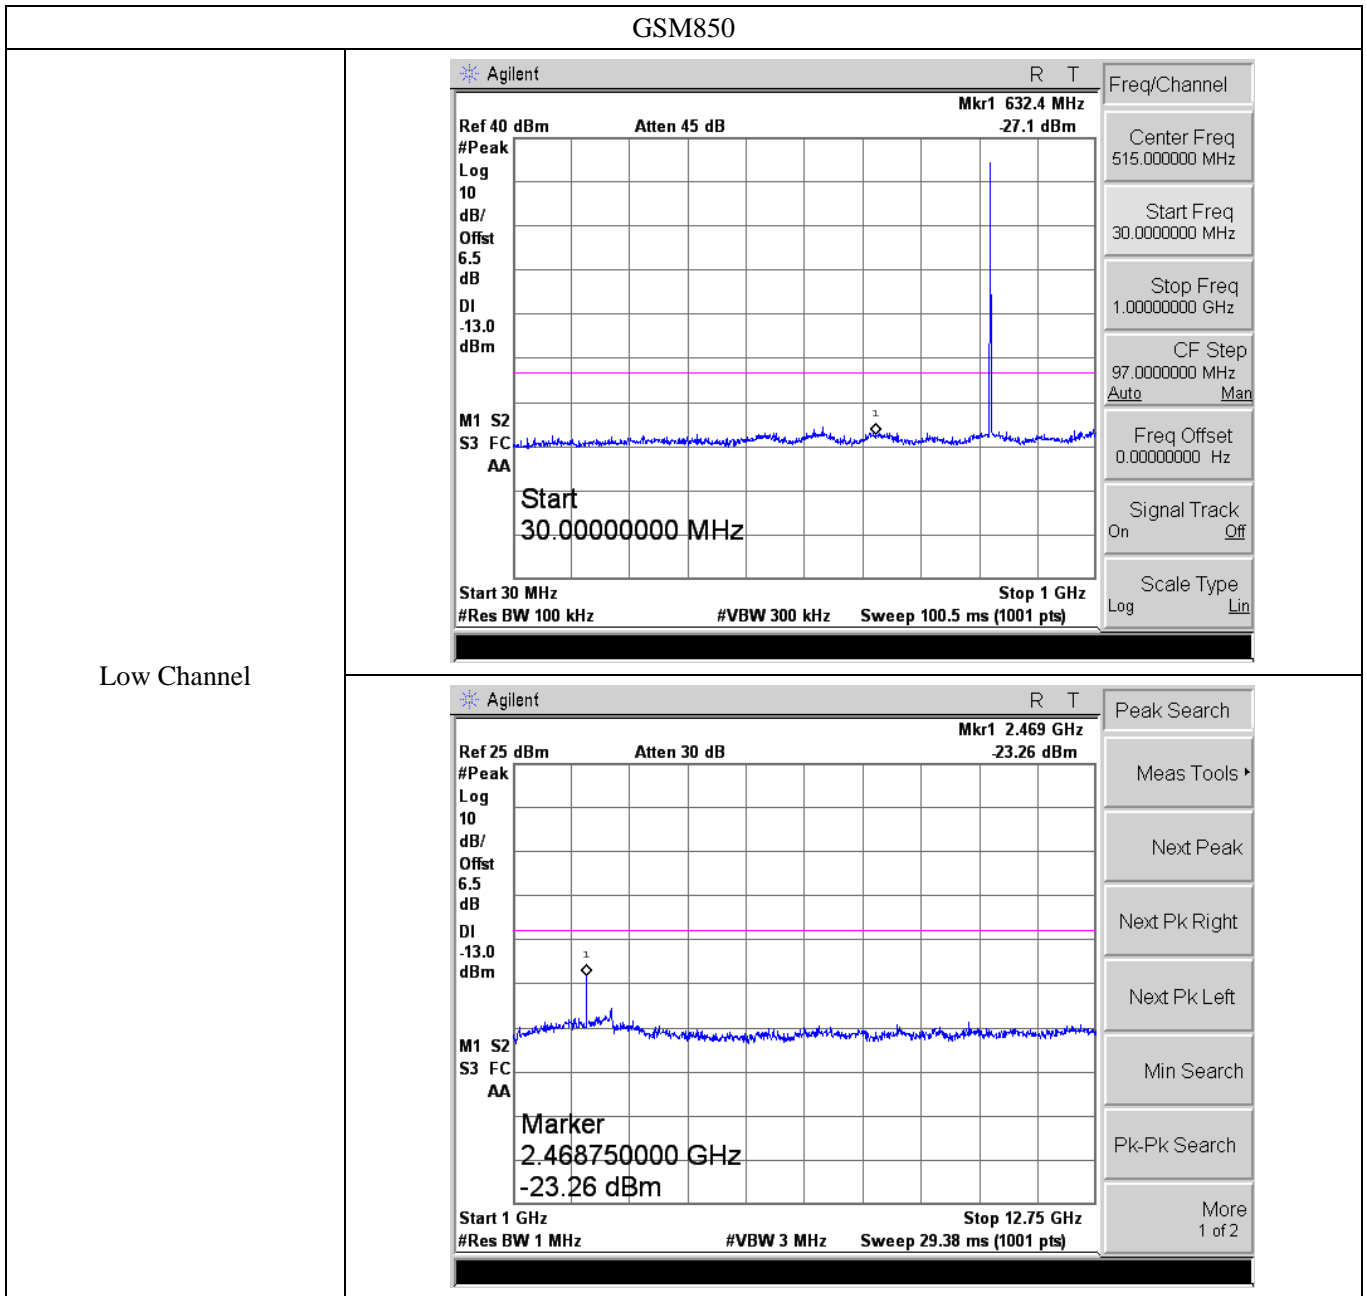 GSM850
Low Channel
Agilent R T
Freq/Channel
Mkr1 632.4 MHz
Ref 40 dBm Atten 45 dB -27.1 dBm
#Peak
Log
10
dB/
Offst
6.5
dB
DI
-13.0
dBm
M1 S2
S3 FC
AA
1
Start
30.00000000 MHz
Start 30 MHz Stop 1 GHz
#Res BW 100 kHz #VBW 300 kHz Sweep 100.5 ms (1001 pts)
Center Freq
515.000000 MHz
Start Freq
30.0000000 MHz
Stop Freq
1.00000000 GHz
CF Step
97.0000000 MHz
Auto Man
Freq Offset
0.00000000 Hz
Signal Track
On Off
Scale Type
Log Lin
Agilent R T
Peak Search
Mkr1 2.469 GHz
Ref 25 dBm Atten 30 dB -23.26 dBm
#Peak
Log
10
dB/
Offst
6.5
dB
DI
-13.0
dBm
M1 S2
S3 FC
AA
1
Marker
2.468750000 GHz
-23.26 dBm
Start 1 GHz Stop 12.75 GHz
#Res BW 1 MHz #VBW 3 MHz Sweep 29.38 ms (1001 pts)
Meas Tools
Next Peak
Next Pk Right
Next Pk Left
Min Search
Pk-Pk Search
More
1 of 2